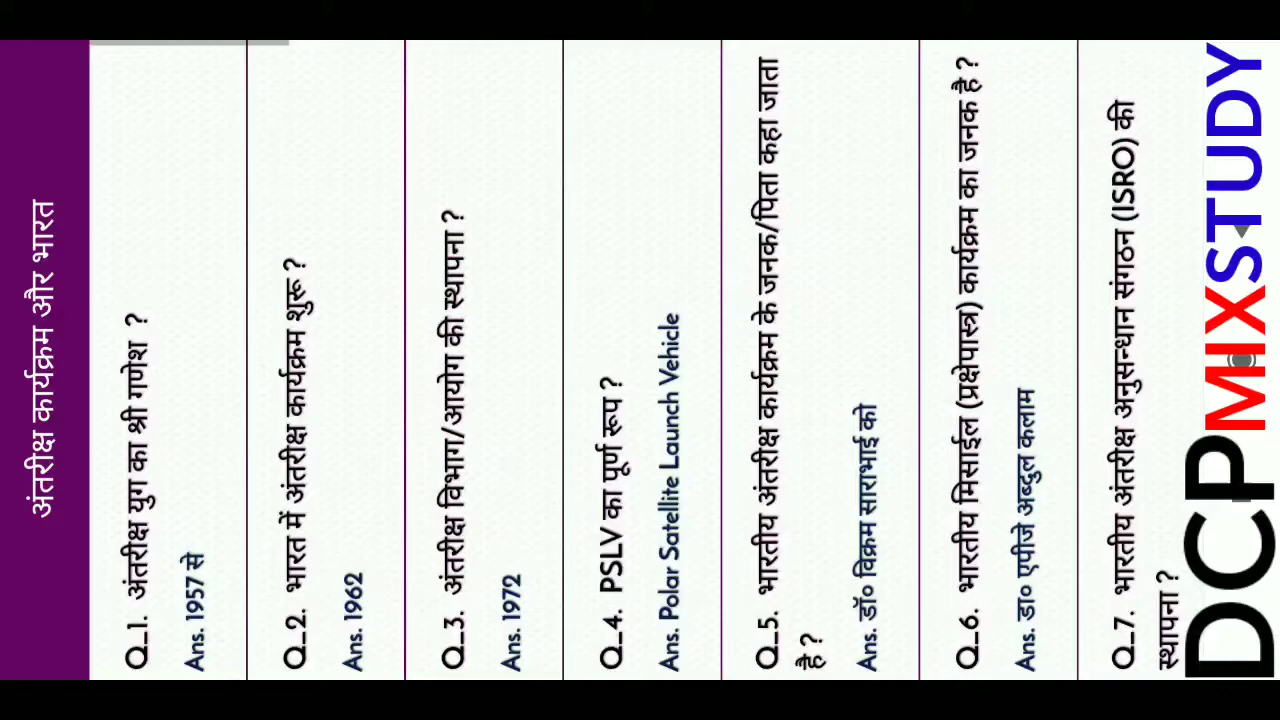 अंतरीक्ष कार्यक्रम और भारत
Q_1. अंतरीक्ष युग का श्री गणेश ?
Ans. 1957 से
Q_2. भारत में अंतरीक्ष कार्यक्रम शुरू ?
Ans. 1962
Q_3. अंतरीक्ष विभाग/आयोग की स्थापना ?
Ans. 1972
Q_4. PSLV का पूर्ण रूप ?
Ans. Polar Satellite Launch Vehicle
Q_5. भारतीय अंतरीक्ष कार्यक्रम के जनक/पिता कहा जाता
है ?
Ans. डॉ० विक्रम साराभाई को
Q_6. भारतीय मिसाईल (प्रक्षेपास्त्र) कार्यक्रम का जनक है ?
Ans. डा० एपीजे अब्दुल कलाम
Q_7. भारतीय अंतरीक्ष अनुसन्धान संगठन (ISRO) की
स्थापना ?
DCPMIXSTUDY